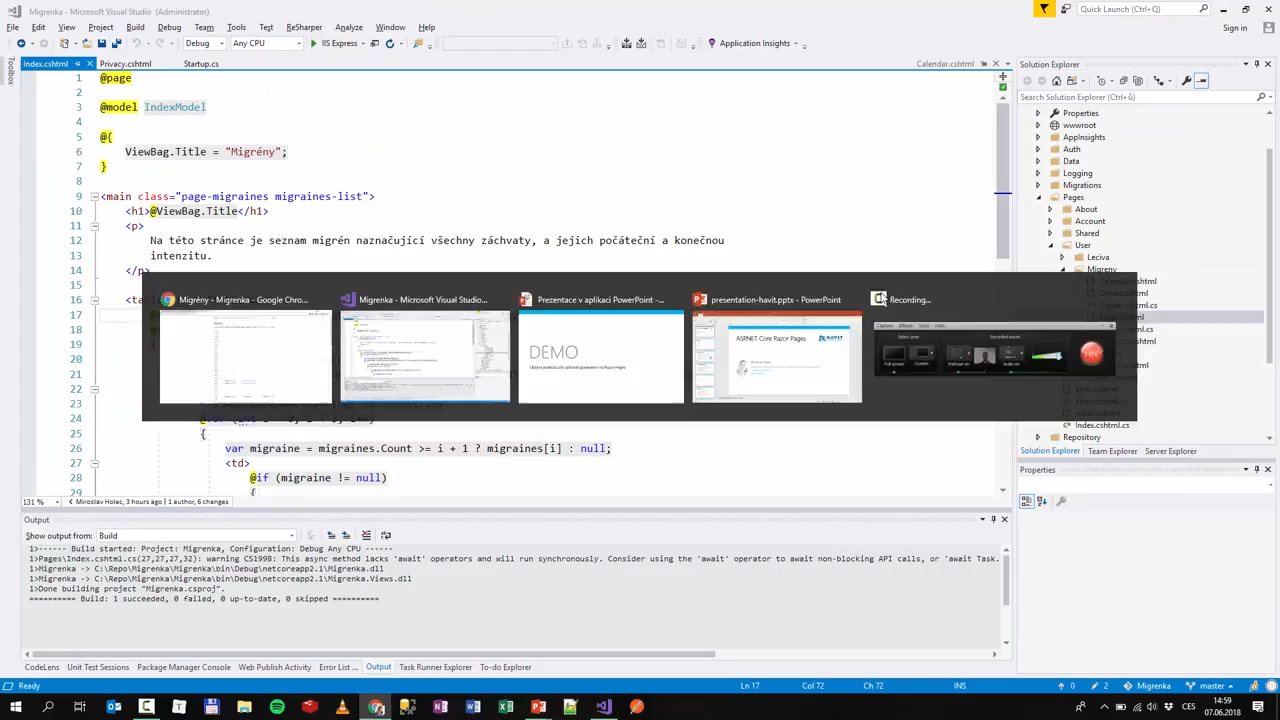 Migrenka - Microsoft Visual Studio (Administrator)
Quick Launch (Ctrl+Q)
File Edit View Project Build Debug Team Tools Test ReSharper Analyze Window Help
Sign in
Debug Any CPU IIS Express Application Insights
Toolbox
Index.cshtml Privacy.cshtml Startup.cs Calendar.cshtml
1 @page
2
3 @model IndexModel
4
5 @{
6 ViewBag.Title = "Migrény";
7 }
8
9 <main class="page-migraines migraines-list">
10 <h1>@ViewBag.Title</h1>
11 <p>
12 Na této stránce je seznam migrén naznačující všechny záchvaty, a jejich počáteční a konečnou
13 intenzitu.
14 </p>
15
16 <table
17
18
19
20
21
22
23
24
25 {
26 var migraine = migraines.Count >= i + 1 ? migraines[i] : null;
27 <td>
28 @if (migraine != null)
29 {
Migrény - Migrenka - Google Chro...
Migrenka - Microsoft Visual Studio...
Prezentace v aplikaci PowerPoint -...
presentation-havit.pptx - PowerPoint
Recording...
DEMO
ASP.NET Core Razor Pages
HAVIT
Solution Explorer
Search Solution Explorer (Ctrl+ů)
Properties
wwwroot
AppInsights
Auth
Data
Logging
Migrations
Pages
About
Account
Shared
User
Leciva
Migreny
Index.cshtml.cs
Repository
Solution Explorer Team Explorer Server Explorer
Properties
131 % Miroslav Holec, 3 hours ago | 1 author, 6 changes
Output
Show output from: Build
1>------ Build started: Project: Migrenka, Configuration: Debug Any CPU ------
1>Pages\Index.cshtml.cs(27,27,27,32): warning CS1998: This async method lacks 'await' operators and will run synchronously. Consider using the 'await' operator to await non-blocking API calls, or 'await Task.
1>Migrenka -> C:\Repo\Migrenka\Migrenka\bin\Debug\netcoreapp2.1\Migrenka.dll
1>Migrenka -> C:\Repo\Migrenka\Migrenka\bin\Debug\netcoreapp2.1\Migrenka.Views.dll
1>Done building project "Migrenka.csproj".
========== Build: 1 succeeded, 0 failed, 0 up-to-date, 0 skipped ==========
CodeLens Unit Test Sessions Package Manager Console Web Publish Activity Error List ... Output Task Runner Explorer To-do Explorer
Ready Ln 17 Col 72 Ch 72 INS 0 2 Migrenka master
CES 14:59
07.06.2018